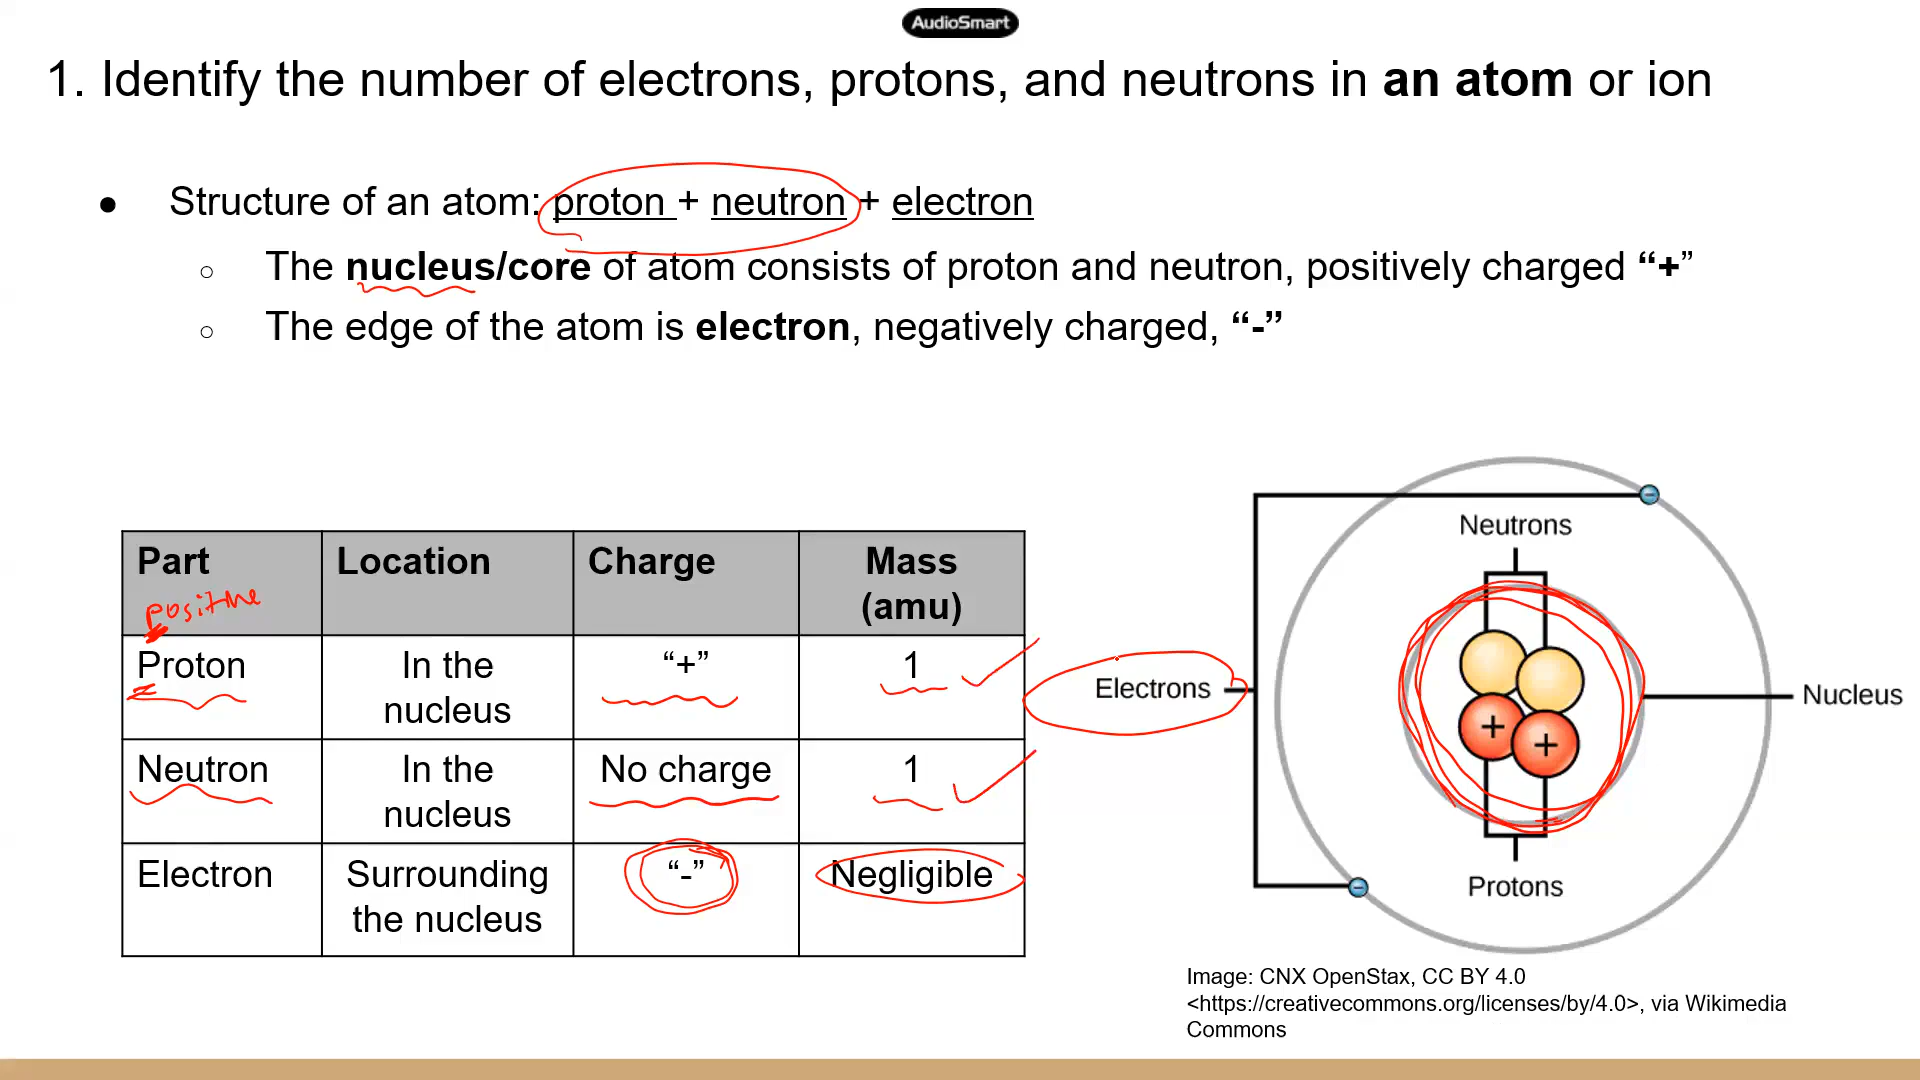 AudioSmart
1. Identify the number of electrons, protons, and neutrons in an atom or ion
● Structure of an atom: proton + neutron + electron
○ The nucleus/core of atom consists of proton and neutron, positively charged “+”
○ The edge of the atom is electron, negatively charged, “-”
Part Location Charge Mass
(amu)
positive
Proton In the “+” 1
nucleus
Neutron In the No charge 1
nucleus
Electron Surrounding “-” Negligible
the nucleus
Neutrons
Electrons
Nucleus
+
+
Protons
Image: CNX OpenStax, CC BY 4.0
<https://creativecommons.org/licenses/by/4.0>, via Wikimedia
Commons